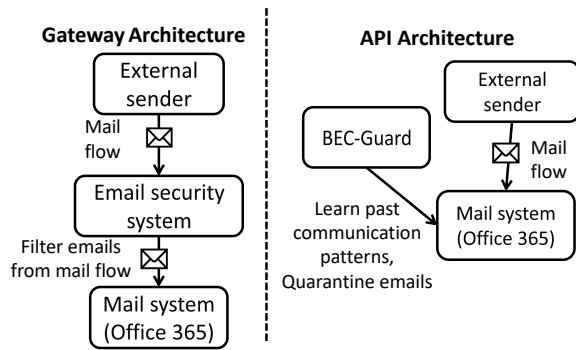 Gateway Architecture
External
sender
Mail
flow
Email security
system
Filter emails
from mail flow
Mail system
(Office 365)
API Architecture
External
sender
BEC-Guard
Mail
flow
Learn past
communication
patterns,
Quarantine emails
Mail system
(Office 365)